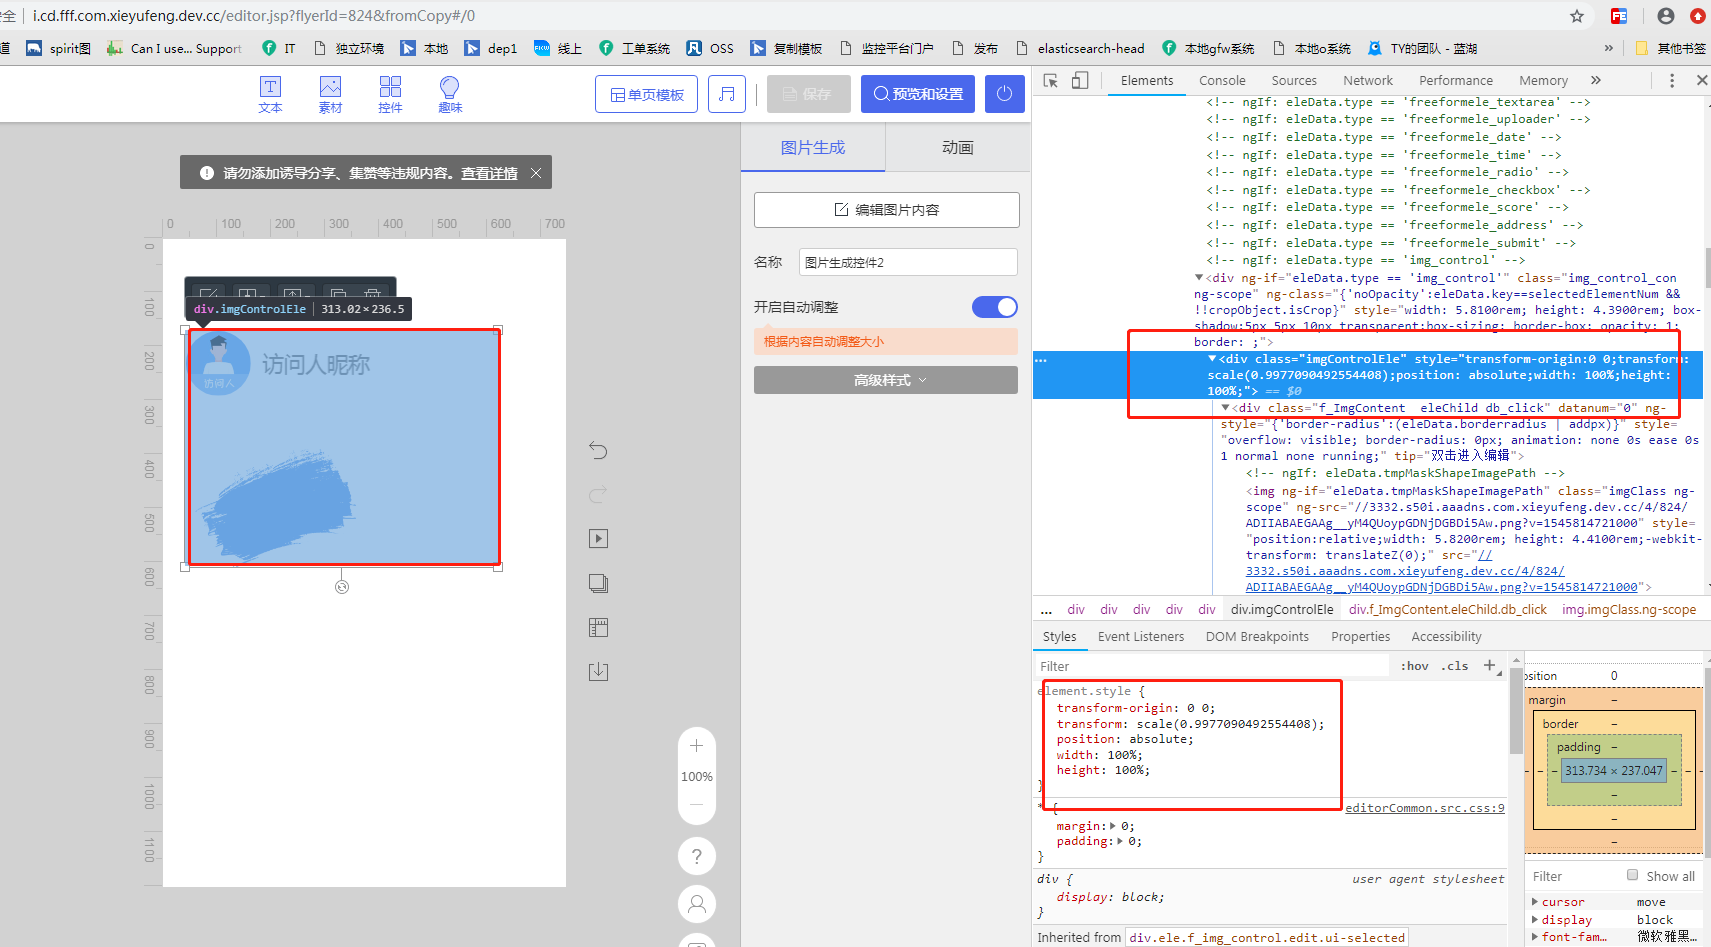 安全 | i.cd.fff.com.xieyufeng.dev.cc/editor.jsp?flyerId=824&fromCopy#/0
道 spirit图 Can I use... Support IT 独立环境 本地 dep1 线上 工单系统 OSS 复制模板 监控平台门户 发布 elasticsearch-head 本地gfw系统 本地o系统 TY的团队 - 蓝湖 » 其他书签
文本 素材 控件 趣味
单页模板 保存 预览和设置
请勿添加诱导分享、集赞等违规内容。查看详情
0 100 200 300 400 500 600 700
0
100
200
300
400
500
600
700
800
900
1000
1100
div.imgControlEle | 313.02×236.5
访问人
访问人昵称
100%
?
图片生成 动画
编辑图片内容
名称 图片生成控件2
开启自动调整
根据内容自动调整大小
高级样式
Elements Console Sources Network Performance Memory »
<!-- ngIf: eleData.type == 'freeformele_textarea' -->
<!-- ngIf: eleData.type == 'freeformele_uploader' -->
<!-- ngIf: eleData.type == 'freeformele_date' -->
<!-- ngIf: eleData.type == 'freeformele_time' -->
<!-- ngIf: eleData.type == 'freeformele_radio' -->
<!-- ngIf: eleData.type == 'freeformele_checkbox' -->
<!-- ngIf: eleData.type == 'freeformele_score' -->
<!-- ngIf: eleData.type == 'freeformele_address' -->
<!-- ngIf: eleData.type == 'freeformele_submit' -->
<!-- ngIf: eleData.type == 'img_control' -->
<div ng-if="eleData.type == 'img_control'" class="img_control_con
ng-scope" ng-class="{'noOpacity':eleData.key==selectedElementNum &&
!!cropObject.isCrop}" style="width: 5.8100rem; height: 4.3900rem; box-
shadow:5px 5px 10px transparent;box-sizing: border-box; opacity: 1;
border: ;">
<div class="imgControlEle" style="transform-origin:0 0;transform:
scale(0.9977090492554408);position: absolute;width: 100%;height:
100%;"> == $0
<div class="f_ImgContent eleChild db_click" datanum="0" ng-
style="{'border-radius':(eleData.borderradius | addpx)}" style=
"overflow: visible; border-radius: 0px; animation: none 0s ease 0s
1 normal none running;" tip="双击进入编辑">
<!-- ngIf: eleData.tmpMaskShapeImagePath -->
<img ng-if="eleData.tmpMaskShapeImagePath" class="imgClass ng-
scope" ng-src="//3332.s50i.aaadns.com.xieyufeng.dev.cc/4/824/
ADIIABAEGAAg__yM4QUoypGDNjDGBDi5Aw.png?v=1545814721000" style=
"position:relative;width: 5.8200rem; height: 4.4100rem;-webkit-
transform: translateZ(0);" src="//
3332.s50i.aaadns.com.xieyufeng.dev.cc/4/824/
ADIIABAEGAAg__yM4QUoypGDNjDGBDi5Aw.png?v=1545814721000">
... div div div div div div.imgControlEle div.f_ImgContent.eleChild.db_click img.imgClass.ng-scope
Styles Event Listeners DOM Breakpoints Properties Accessibility
Filter :hov .cls +
element.style {
transform-origin: 0 0;
transform: scale(0.9977090492554408);
position: absolute;
width: 100%;
height: 100%;
}
* { editorCommon.src.css:9
margin: 0;
padding: 0;
}
div { user agent stylesheet
display: block;
}
Inherited from div.ele.f_img_control.edit.ui-selected
osition 0
margin –
border –
padding –
– – – 313.734 × 237.047 – – –
–
–
–
Filter Show all
cursor move
display block
font-fam… 微软雅黑…